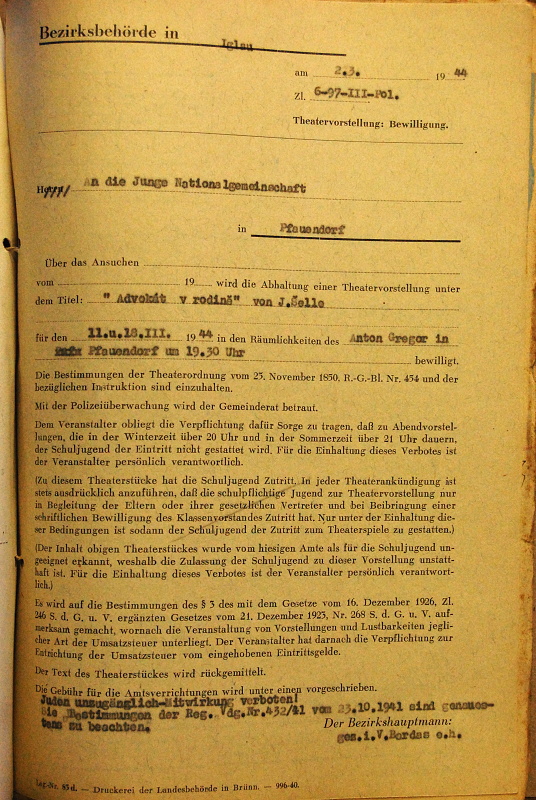 Bezirksbehörde in Iglau
am 2.3. 19 44
Zl. 6-97-III-Pol.
Theatervorstellung: Bewilligung.
Herrn An die Junge Nationalgemeinschaft
in Pfauendorf
Über das Ansuchen
vom 19 wird die Abhaltung einer Theatervorstellung unter
dem Titel: " Advokát v rodině" von J.Šelle
für den 11.u.18.III. 19 44 in den Räumlichkeiten des Anton Gregor in
Pfauendorf um 19.30 Uhr bewilligt.
Die Bestimmungen der Theaterordnung vom 25. November 1850, R.-G.-Bl. Nr. 454 und der
bezüglichen Instruktion sind einzuhalten.
Mit der Polizeiüberwachung wird der Gemeinderat betraut.
Dem Veranstalter obliegt die Verpflichtung dafür Sorge zu tragen, daß zu Abendvorstel-
lungen, die in der Winterzeit über 20 Uhr und in der Sommerzeit über 21 Uhr dauern,
der Schuljugend der Eintritt nicht gestattet wird. Für die Einhaltung dieses Verbotes ist
der Veranstalter persönlich verantwortlich.
(Zu diesem Theaterstücke hat die Schuljugend Zutritt. In jeder Theaterankündigung ist
stets ausdrücklich anzuführen, daß die schulpflichtige Jugend zur Theatervorstellung nur
in Begleitung der Eltern oder ihrer gesetzlichen Vertreter und bei Beibringung einer
schriftlichen Bewilligung des Klassenvorstandes Zutritt hat. Nur unter der Einhaltung die-
ser Bedingungen ist sodann der Schuljugend der Zutritt zum Theaterspiele zu gestatten.)
(Der Inhalt obigen Theaterstückes wurde vom hiesigen Amte als für die Schuljugend un-
geeignet erkannt, weshalb die Zulassung der Schuljugend zu dieser Vorstellung unstatt-
haft ist. Für die Einhaltung dieses Verbotes ist der Veranstalter persönlich verantwort-
lich.)
Es wird auf die Bestimmungen des § 3 des mit dem Gesetze vom 16. Dezember 1926, Zl.
246 S. d. G. u. V. ergänzten Gesetzes vom 21. Dezember 1923, Nr. 268 S. d. G. u. V. auf-
merksam gemacht, wornach die Veranstaltung von Vorstellungen und Lustbarkeiten jegli-
cher Art der Umsatzsteuer unterliegt. Der Veranstalter hat darnach die Verpflichtung zur
Entrichtung der Umsatzsteuer vom eingehobenen Eintrittsgelde.
Der Text des Theaterstückes wird rückgemittelt.
Die Gebühr für die Amtsverrichtungen wird unter einen vorgeschrieben.
Juden unzugänglich-Mitwirkung verboten!
Die Bestimmungen der Reg. Vdg.Nr.432/41 vom 23.10.1941 sind genaues-
tens zu beachten.
Der Bezirkshauptmann:
ges.i.V.Bordas e.h.
Lag-Nr. 85 d. — Druckerei der Landesbehörde in Brünn. — 996-40.